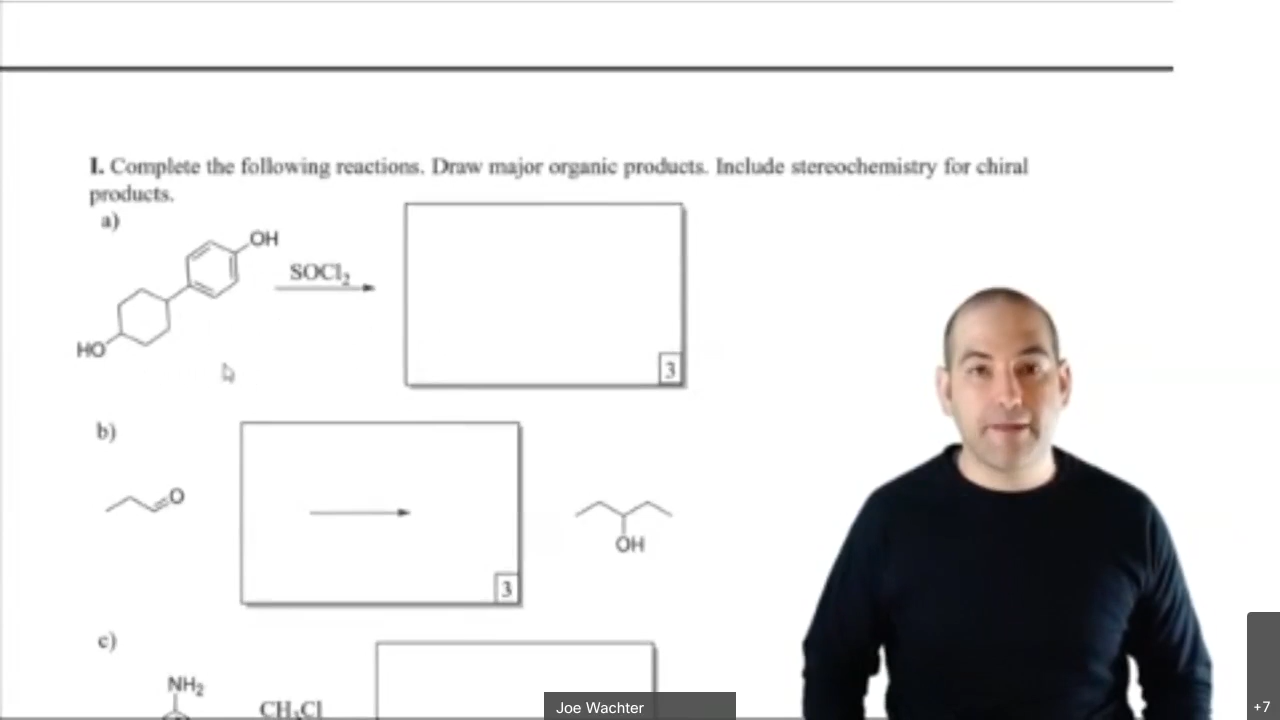 I. Complete the following reactions. Draw major organic products. Include stereochemistry for chiral
products.
a)
OH
SOCl₂
HO
3
b)
O
OH
3
c)
NH₂
CH₃Cl
Joe Wachter
+7